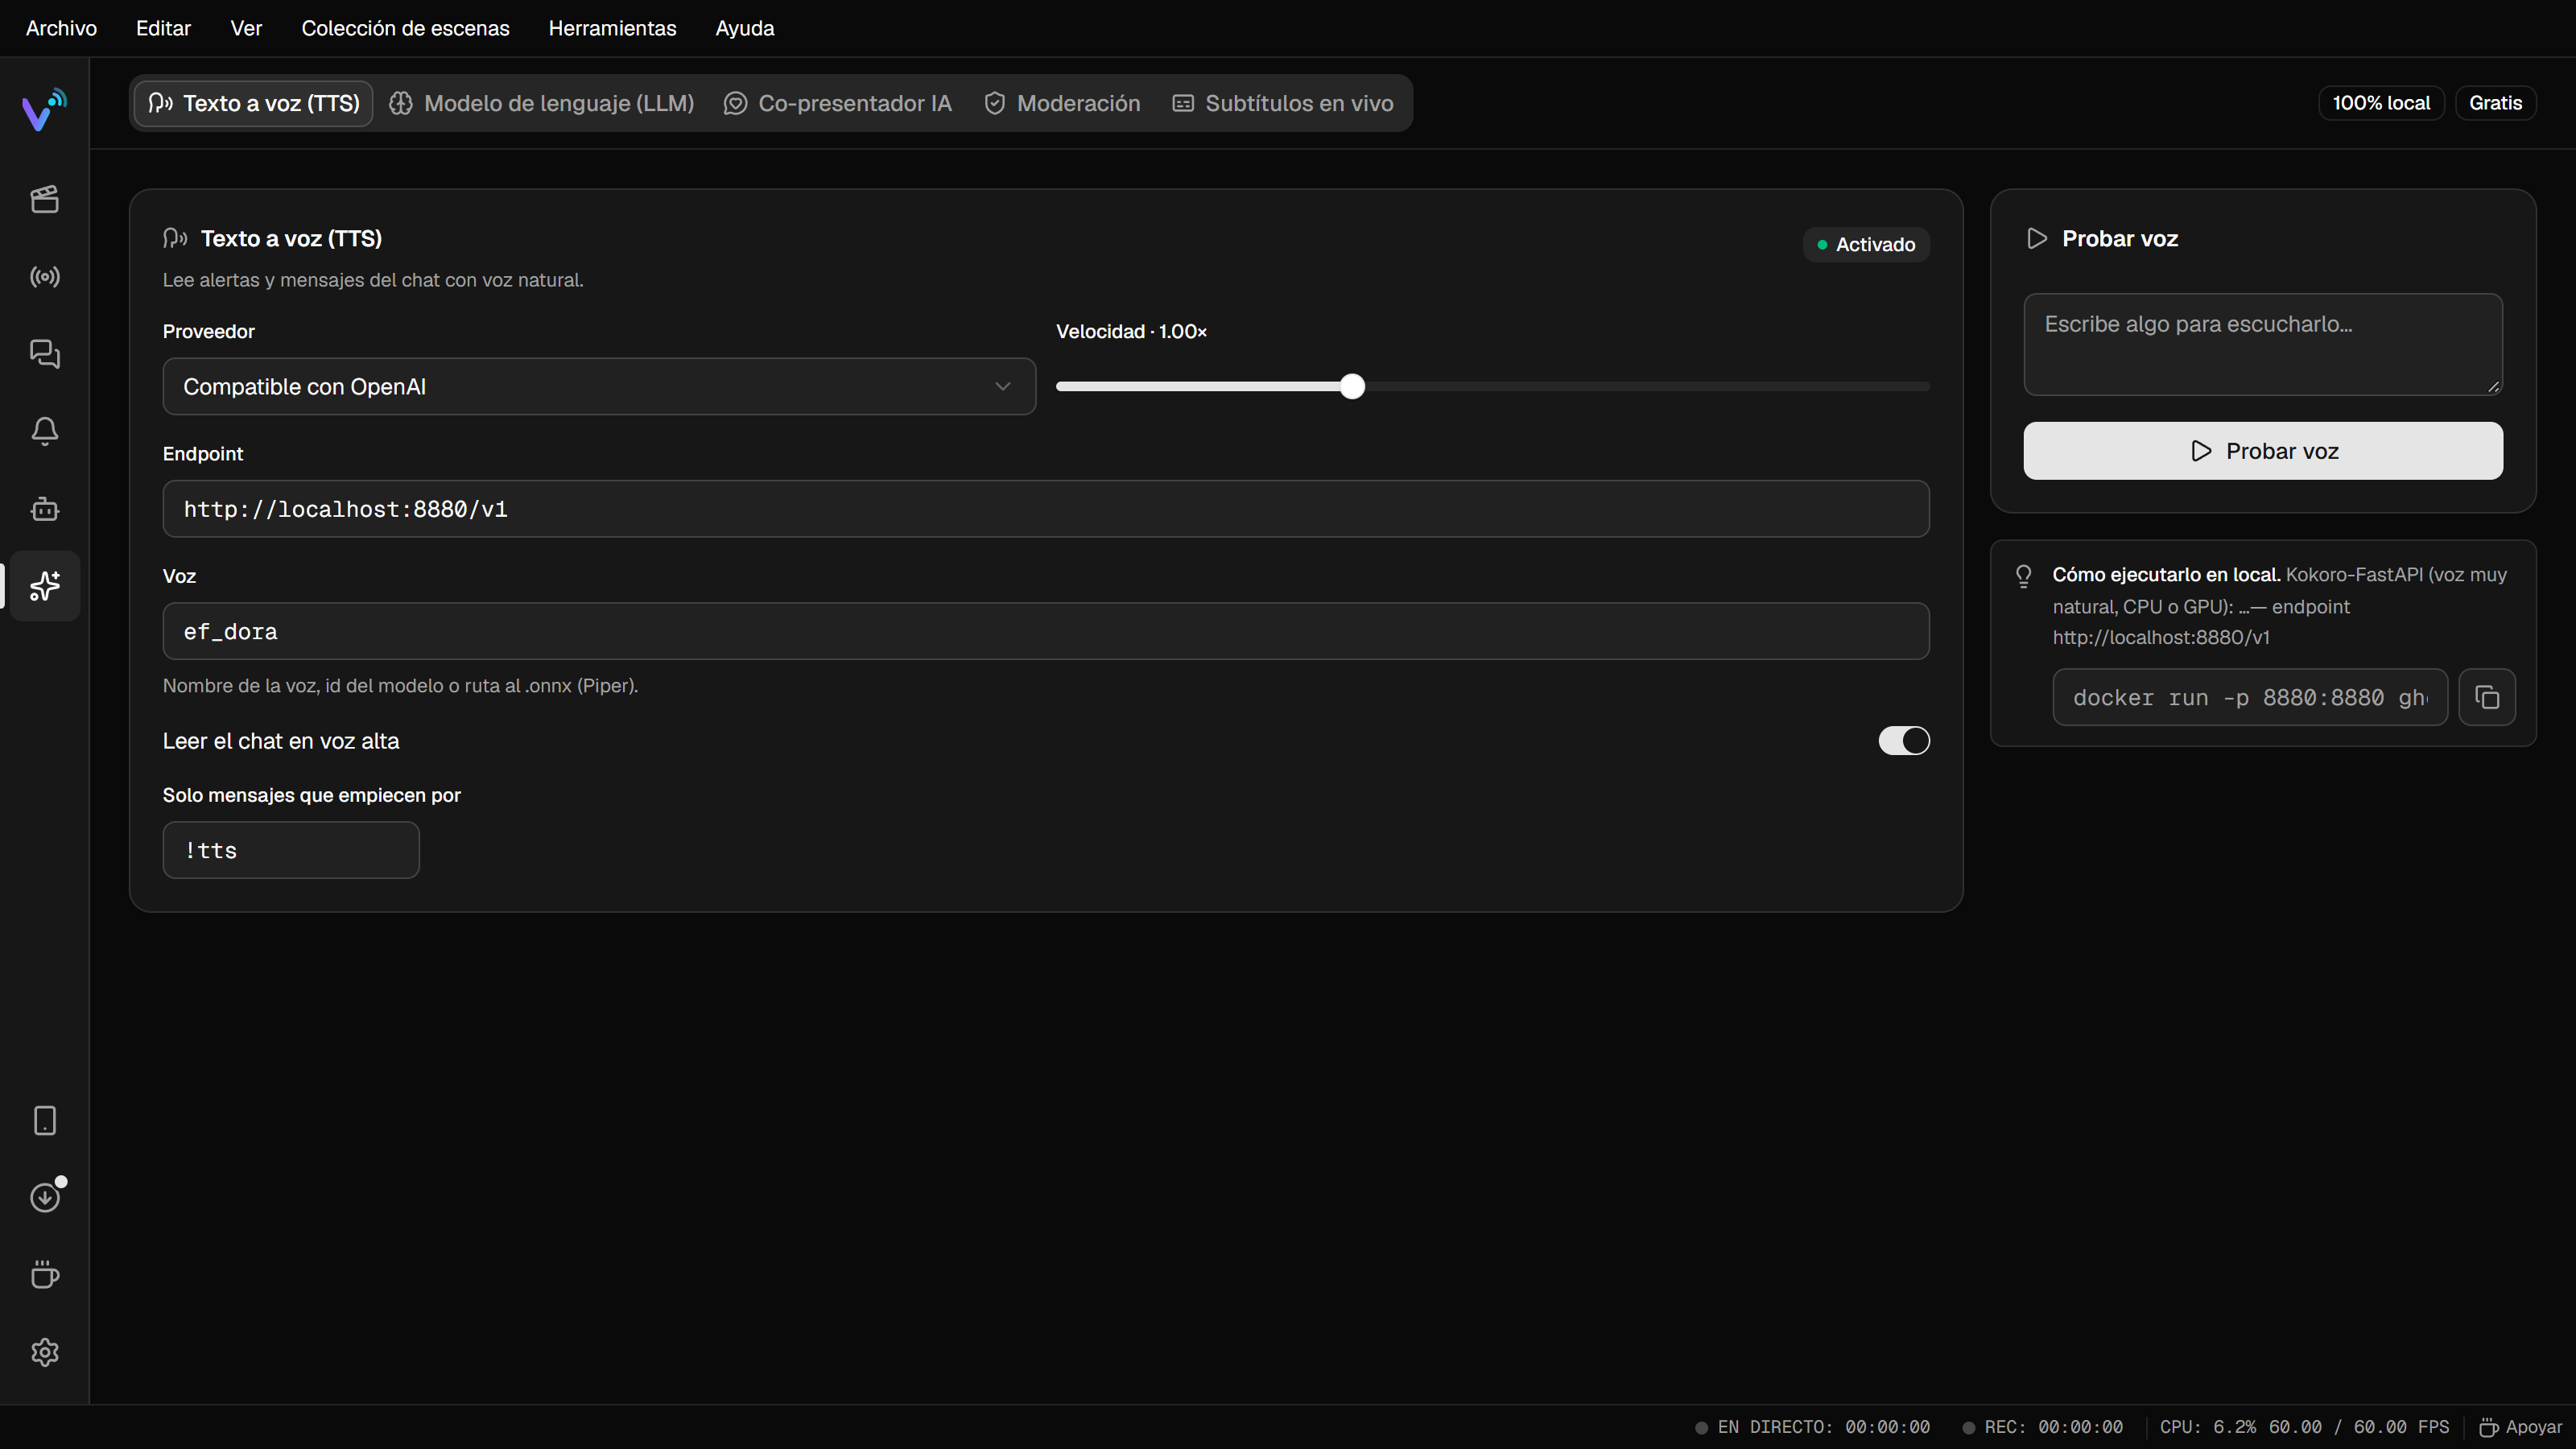 Archivo Editar Ver Colección de escenas Herramientas Ayuda
Texto a voz (TTS) Modelo de lenguaje (LLM) Co-presentador IA Moderación Subtítulos en vivo 100% local Gratis
Texto a voz (TTS)
Activado
Lee alertas y mensajes del chat con voz natural.
Proveedor
Velocidad · 1.00×
Compatible con OpenAI
Endpoint
http://localhost:8880/v1
Voz
ef_dora
Nombre de la voz, id del modelo o ruta al .onnx (Piper).
Leer el chat en voz alta
Solo mensajes que empiecen por
!tts
Probar voz
Escribe algo para escucharlo...
Probar voz
Cómo ejecutarlo en local. Kokoro-FastAPI (voz muy
natural, CPU o GPU): ...— endpoint
http://localhost:8880/v1
docker run -p 8880:8880 gh
EN DIRECTO: 00:00:00 REC: 00:00:00 CPU: 6.2% 60.00 / 60.00 FPS Apoyar